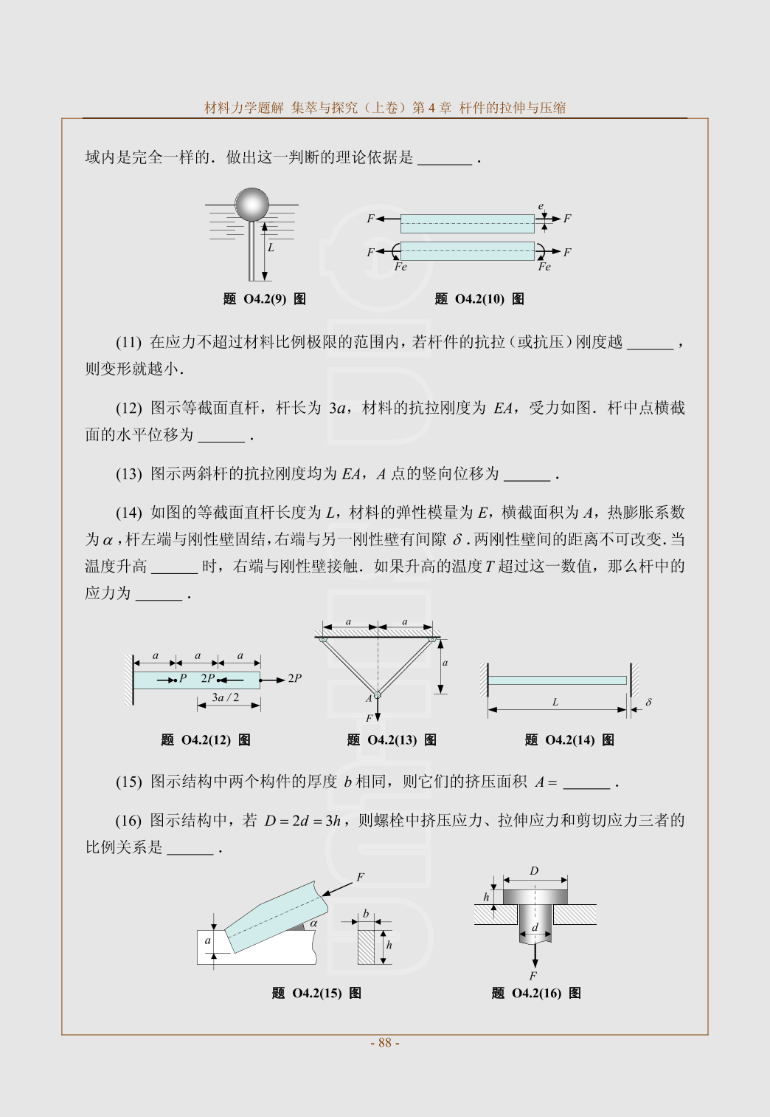 材料力学题解 集萃与探究（上卷）第 4 章 杆件的拉伸与压缩
域内是完全一样的．做出这一判断的理论依据是 ______ ．
L
F
e
F
F
Fe
Fe
F
题 O4.2(9) 图
题 O4.2(10) 图
(11) 在应力不超过材料比例极限的范围内，若杆件的抗拉（或抗压）刚度越 ______ ，
则变形就越小．
(12) 图示等截面直杆，杆长为 3a，材料的抗拉刚度为 EA，受力如图．杆中点横截
面的水平位移为 ______ ．
(13) 图示两斜杆的抗拉刚度均为 EA，A 点的竖向位移为 ______ ．
(14) 如图的等截面直杆长度为 L，材料的弹性模量为 E，横截面积为 A，热膨胀系数
为 α ，杆左端与刚性壁固结，右端与另一刚性壁有间隙 δ ．两刚性壁间的距离不可改变．当
温度升高 ______ 时，右端与刚性壁接触．如果升高的温度 T 超过这一数值，那么杆中的
应力为 ______ ．
a a a
P 2P 2P
3a / 2
a a
a
A
F
L δ
题 O4.2(12) 图
题 O4.2(13) 图
题 O4.2(14) 图
(15) 图示结构中两个构件的厚度 b 相同，则它们的挤压面积 A = ______ ．
(16) 图示结构中，若 D = 2d = 3h，则螺栓中挤压应力、拉伸应力和剪切应力三者的
比例关系是 ______ ．
F
α
a
b
h
D
h
d
F
题 O4.2(15) 图
题 O4.2(16) 图
- 88 -